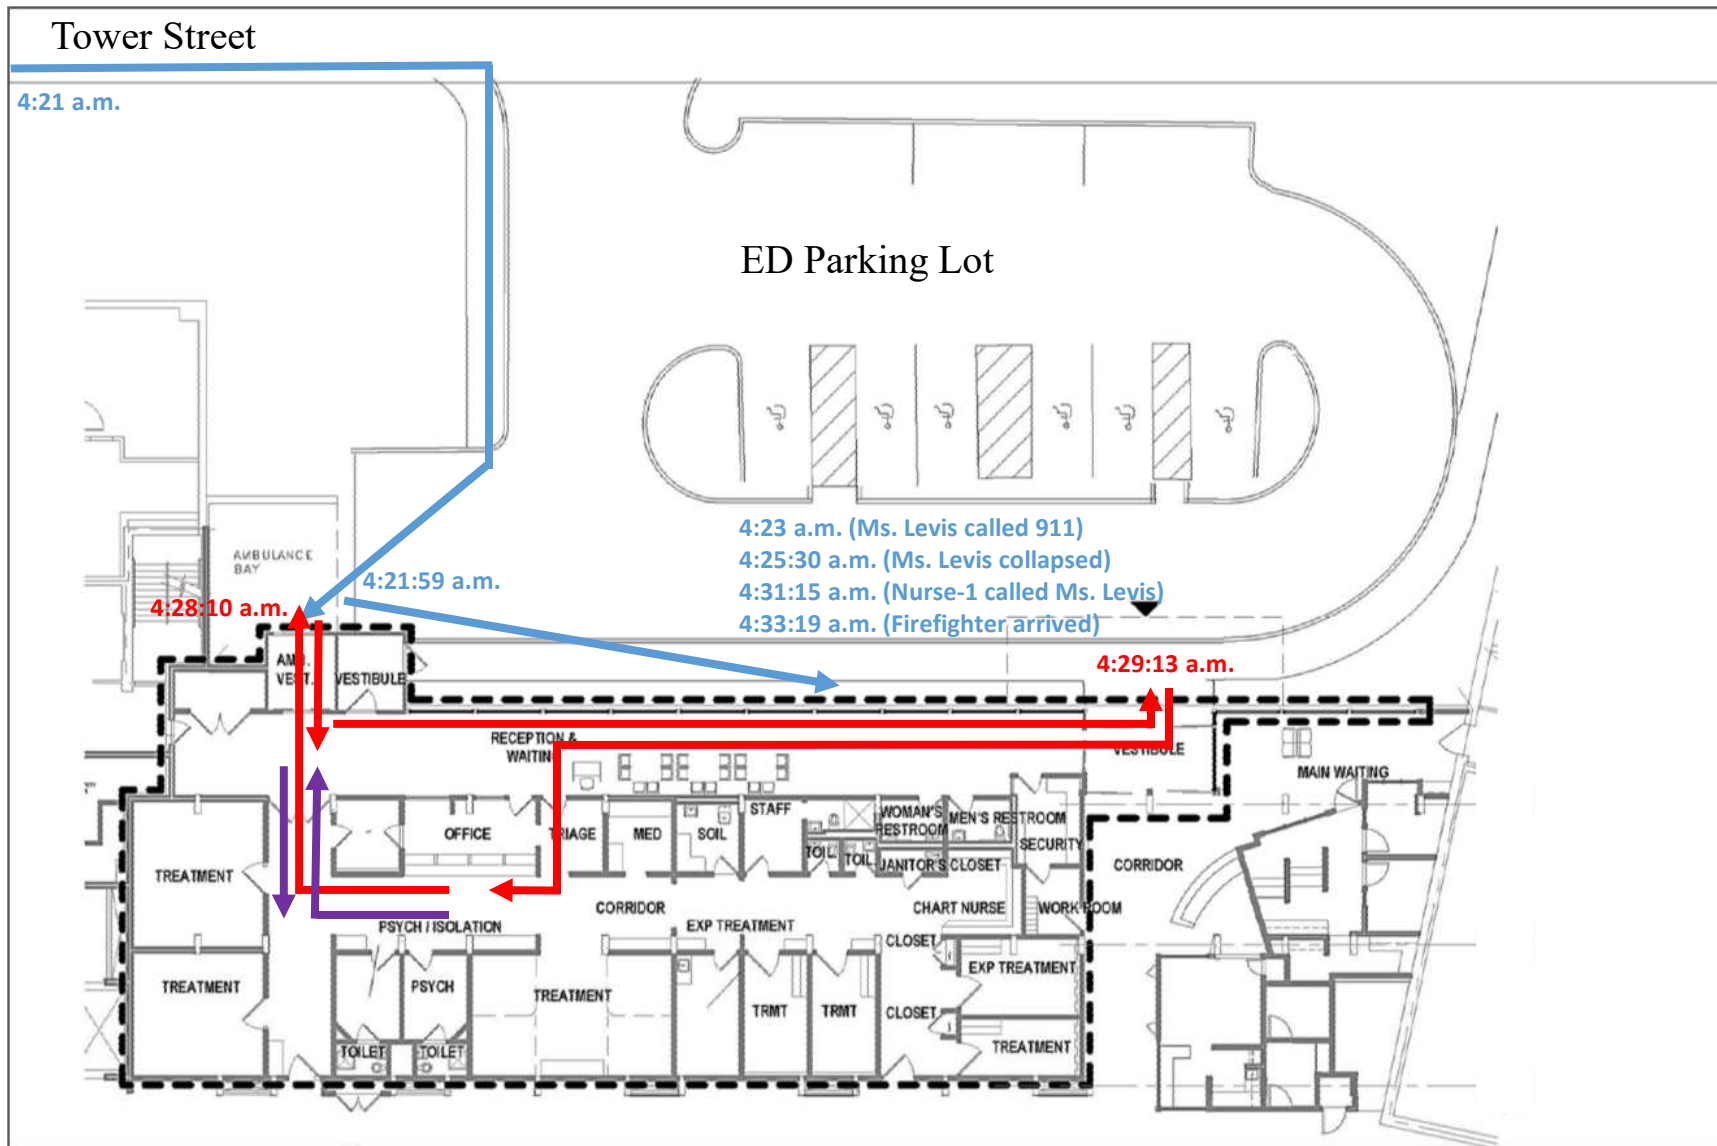 Tower Street
4:21 a.m.
ED Parking Lot
4:23 a.m. (Ms. Levis called 911)
4:25:30 a.m. (Ms. Levis collapsed)
4:31:15 a.m. (Nurse-1 called Ms. Levis)
4:33:19 a.m. (Firefighter arrived)
AMBULANCE
BAY
4:21:59 a.m.
4:28:10 a.m.
4:29:13 a.m.
AMB.
VEST.
VESTIBULE
RECEPTION &
WAITING
VESTIBULE
MAIN WAITING
OFFICE
TRIAGE
MED
SOIL
STAFF
WOMAN'S
RESTROOM
MEN'S RESTROOM
SECURITY
TOIL.
TOIL.
JANITOR'S CLOSET
CORRIDOR
TREATMENT
CORRIDOR
CHART NURSE
WORK ROOM
PSYCH / ISOLATION
EXP TREATMENT
CLOSET
EXP TREATMENT
TREATMENT
PSYCH
TREATMENT
TRMT
TRMT
CLOSET
TREATMENT
TOILET
TOILET